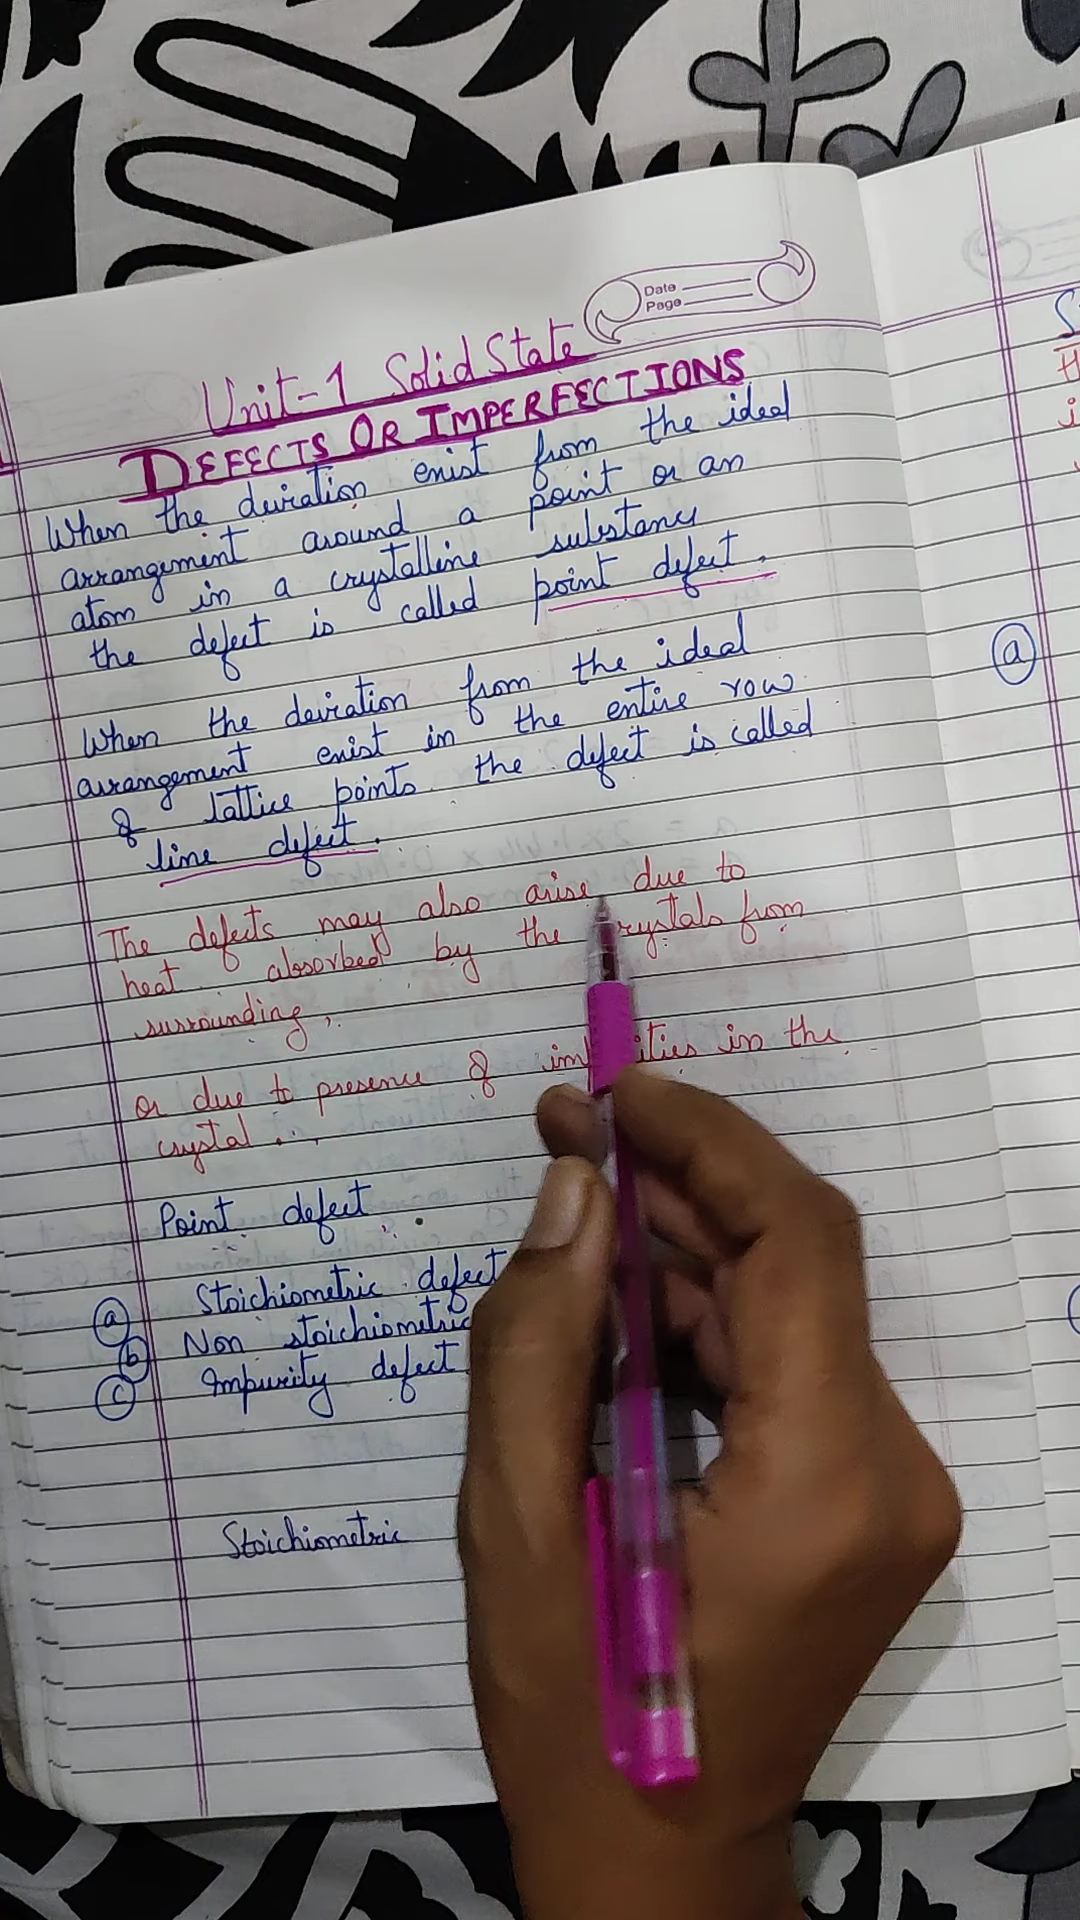 Date
Page
Unit-1 Solid State
DEFECTS OR IMPERFECTIONS
When the deviation exist from the ideal
arrangement around a point or an
atom in a crystalline substance
the defect is called point defect.
When the deviation from the ideal
arrangement exist in the entire row
of lattice points the defect is called
line defect.
The defects may also arise due to
heat absorbed by the crystals from
surrounding,
or due to presence of in the
crystal.
Point defect
(a) Stoichiometric defect
(b) Non stoichiometric
(c) Impurity defect
Stoichiometric
(a)